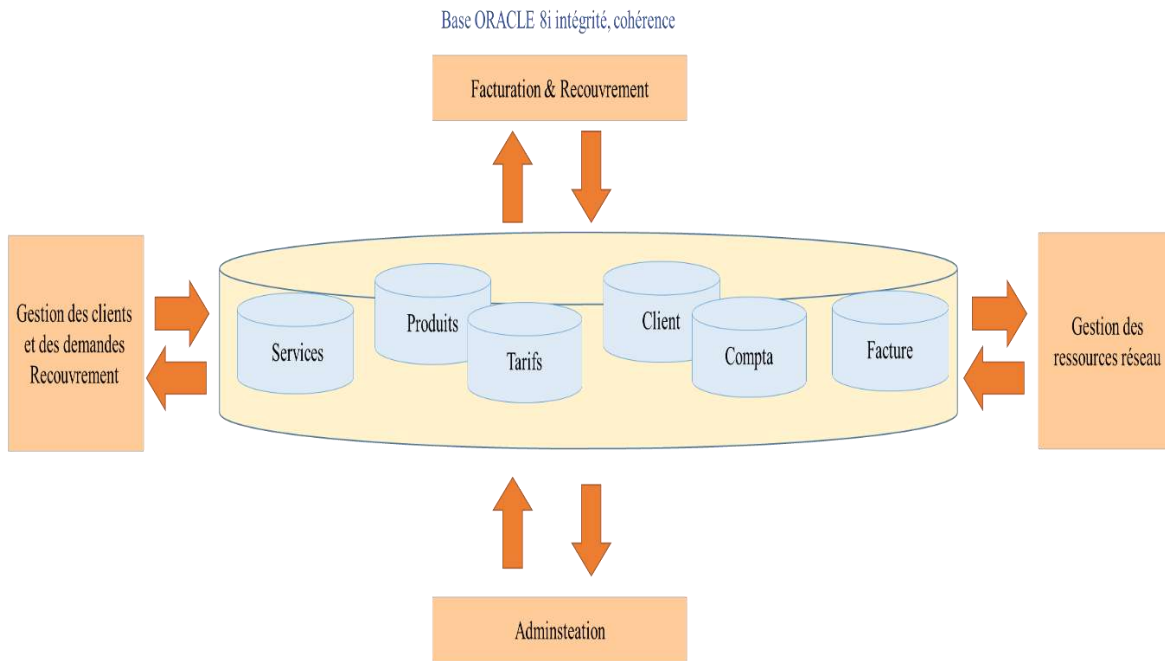 Base ORACLE 8i intégrité, cohérence
Facturation & Recouvrement
Gestion des clients
et des demandes
Recouvrement
Services
Produits
Tarifs
Client
Compta
Facture
Gestion des
ressources réseau
Adminsteation